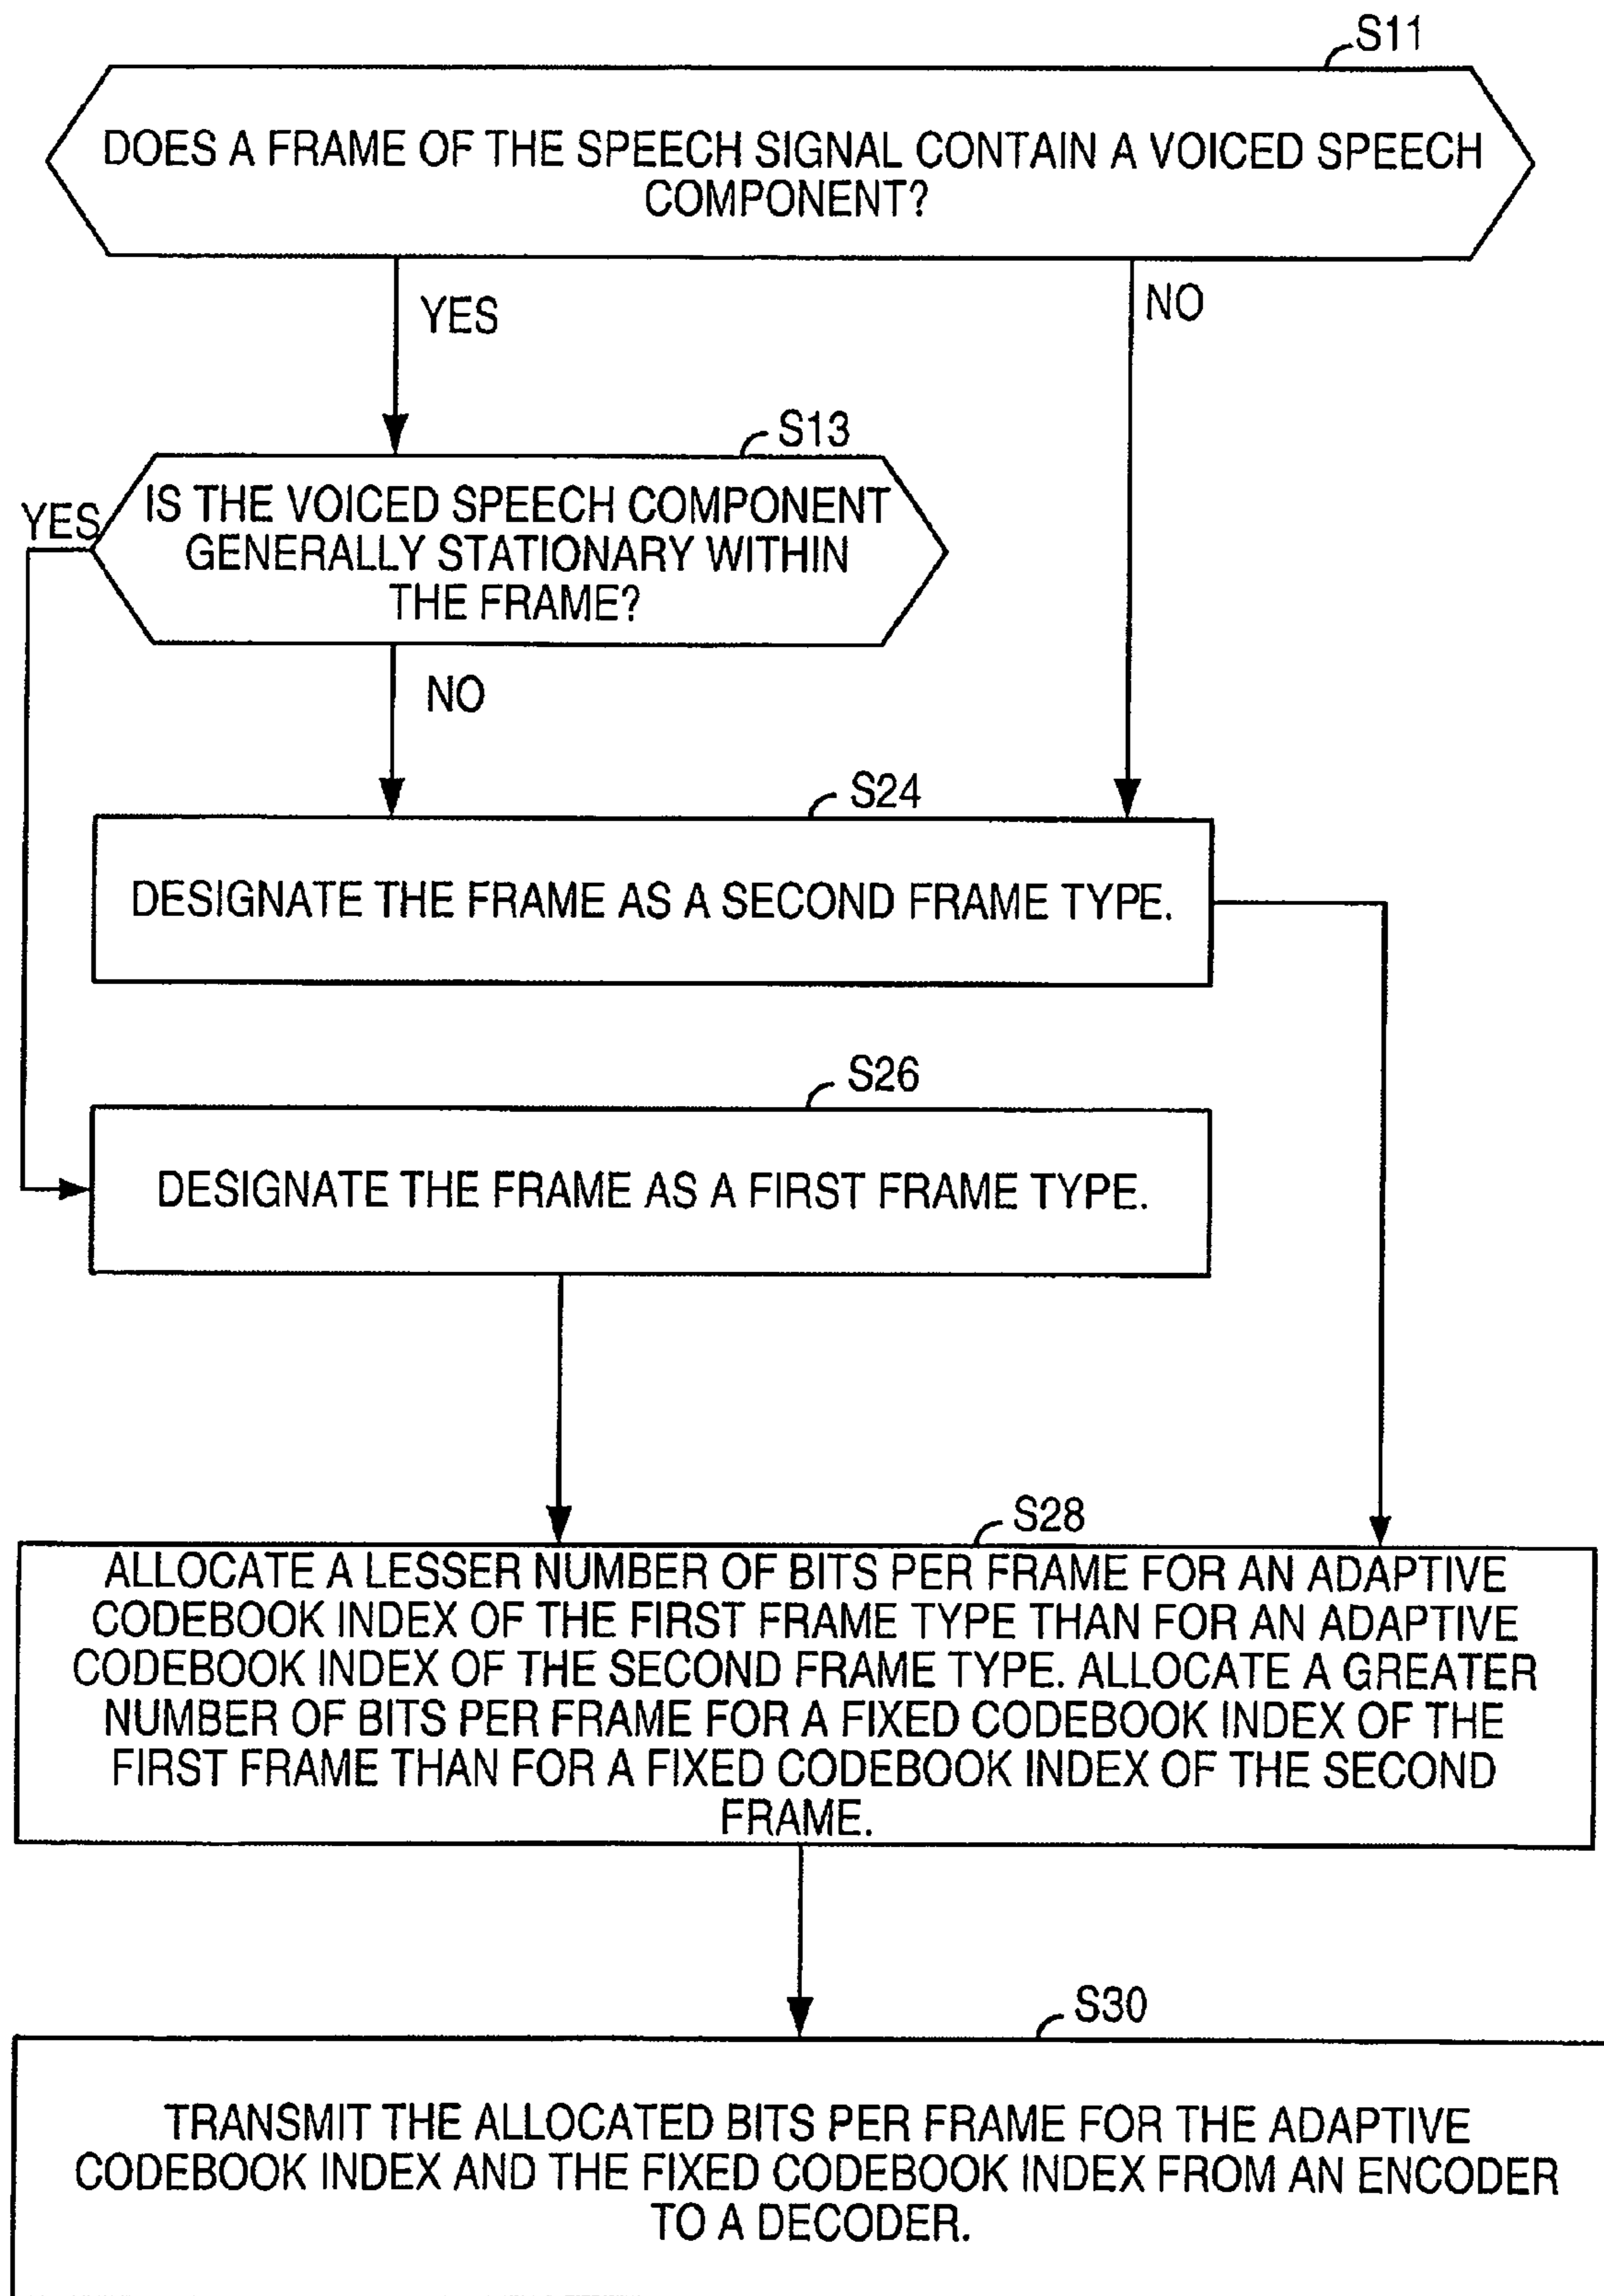 S11
DOES A FRAME OF THE SPEECH SIGNAL CONTAIN A VOICED SPEECH
COMPONENT?
YES
NO
S13
YES
IS THE VOICED SPEECH COMPONENT
GENERALLY STATIONARY WITHIN
THE FRAME?
NO
S24
DESIGNATE THE FRAME AS A SECOND FRAME TYPE.
S26
DESIGNATE THE FRAME AS A FIRST FRAME TYPE.
S28
ALLOCATE A LESSER NUMBER OF BITS PER FRAME FOR AN ADAPTIVE
CODEBOOK INDEX OF THE FIRST FRAME TYPE THAN FOR AN ADAPTIVE
CODEBOOK INDEX OF THE SECOND FRAME TYPE. ALLOCATE A GREATER
NUMBER OF BITS PER FRAME FOR A FIXED CODEBOOK INDEX OF THE
FIRST FRAME THAN FOR A FIXED CODEBOOK INDEX OF THE SECOND
FRAME.
S30
TRANSMIT THE ALLOCATED BITS PER FRAME FOR THE ADAPTIVE
CODEBOOK INDEX AND THE FIXED CODEBOOK INDEX FROM AN ENCODER
TO A DECODER.